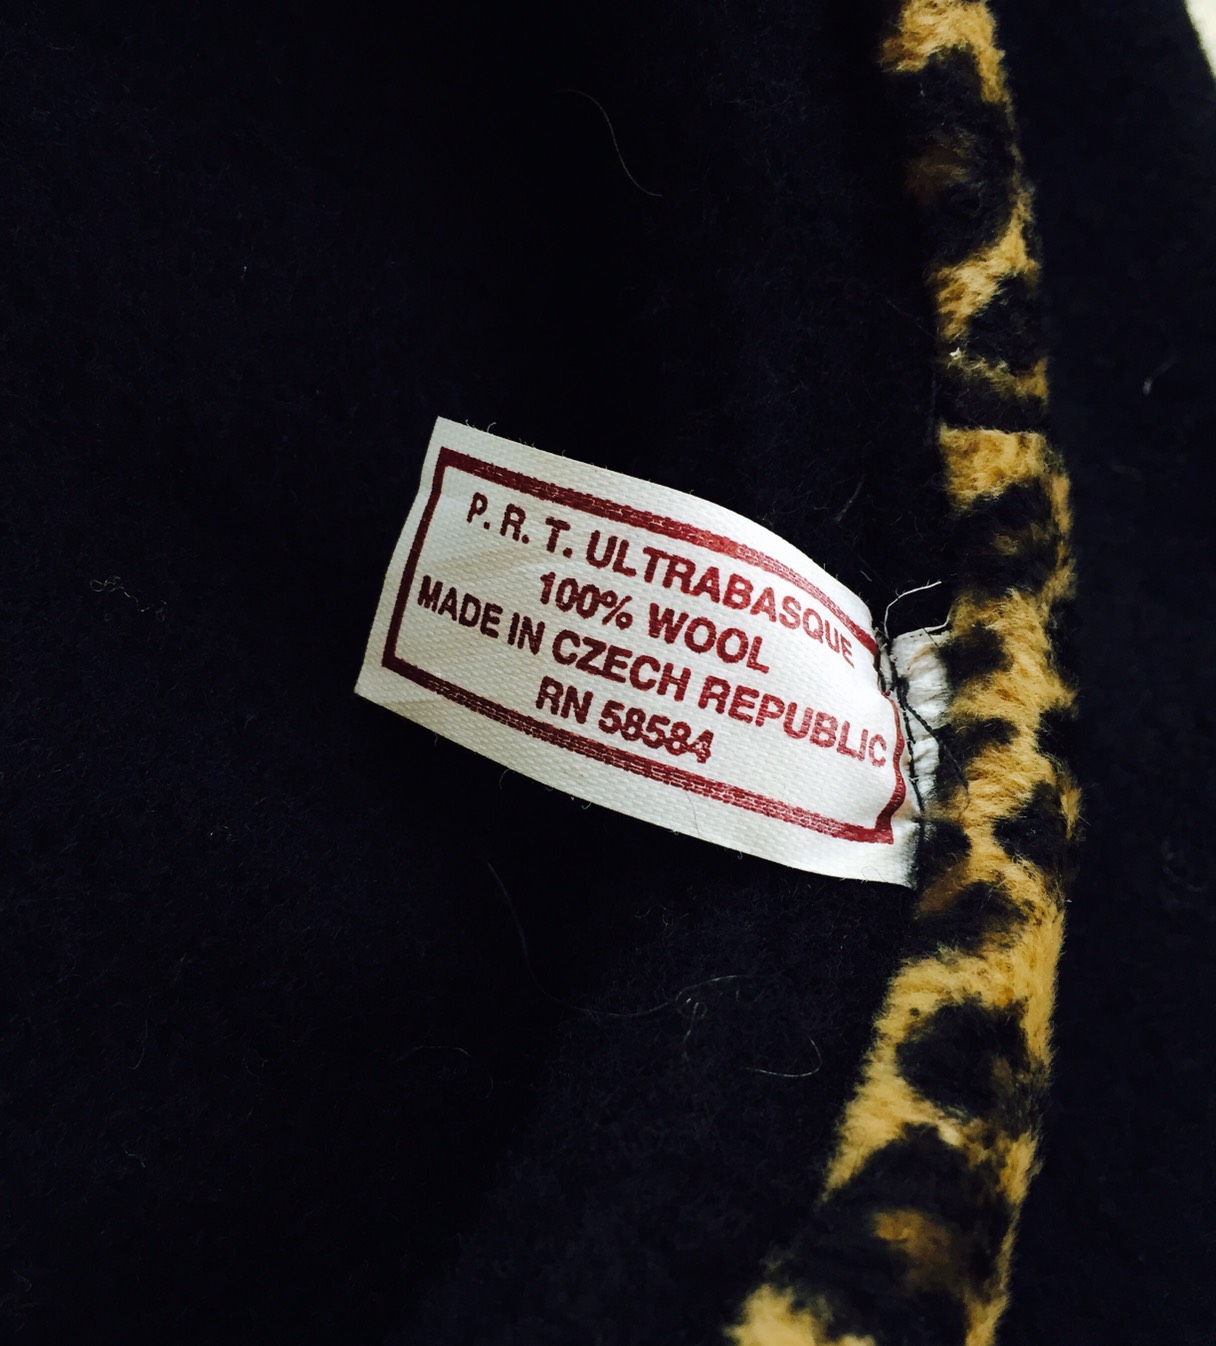 P. R. T. ULTRABASQUE
100% WOOL
MADE IN CZECH REPUBLIC
RN 58584